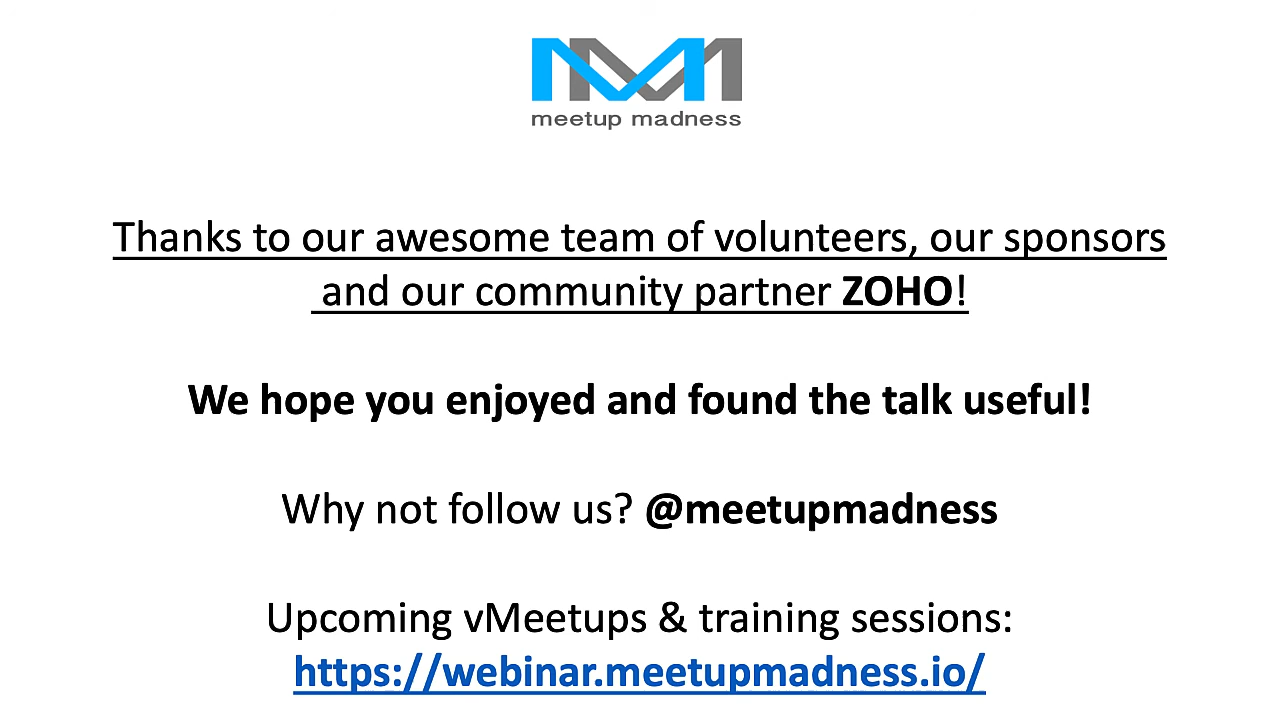 meetup madness
Thanks to our awesome team of volunteers, our sponsors
and our community partner ZOHO!
We hope you enjoyed and found the talk useful!
Why not follow us? @meetupmadness
Upcoming vMeetups & training sessions:
https://webinar.meetupmadness.io/